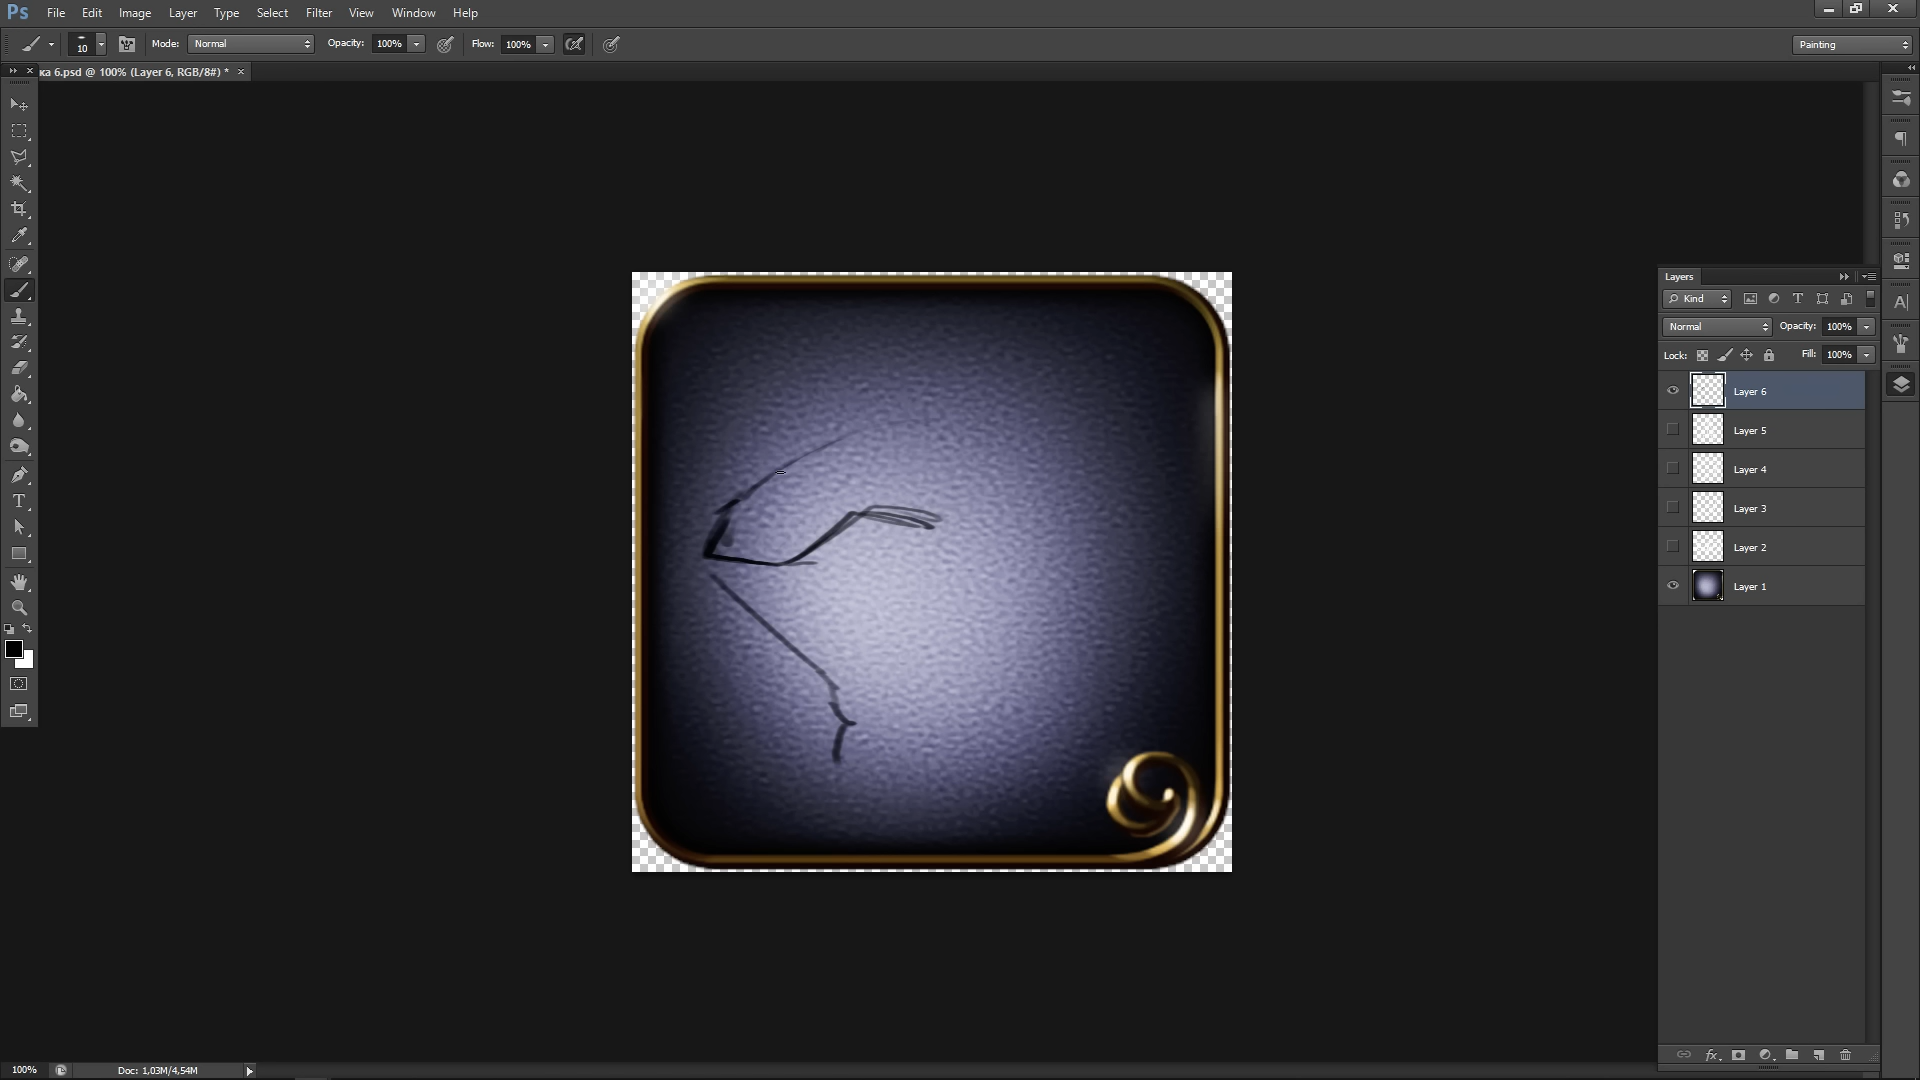 Ps File Edit Image Layer Type Select Filter View Window Help
10 Mode: Normal Opacity: 100% Flow: 100% Painting
ка 6.psd @ 100% (Layer 6, RGB/8#) * ×
Layers
Kind
Normal Opacity: 100%
Lock: Fill: 100%
Layer 6
Layer 5
Layer 4
Layer 3
Layer 2
Layer 1
100% Doc: 1,03M/4,54M